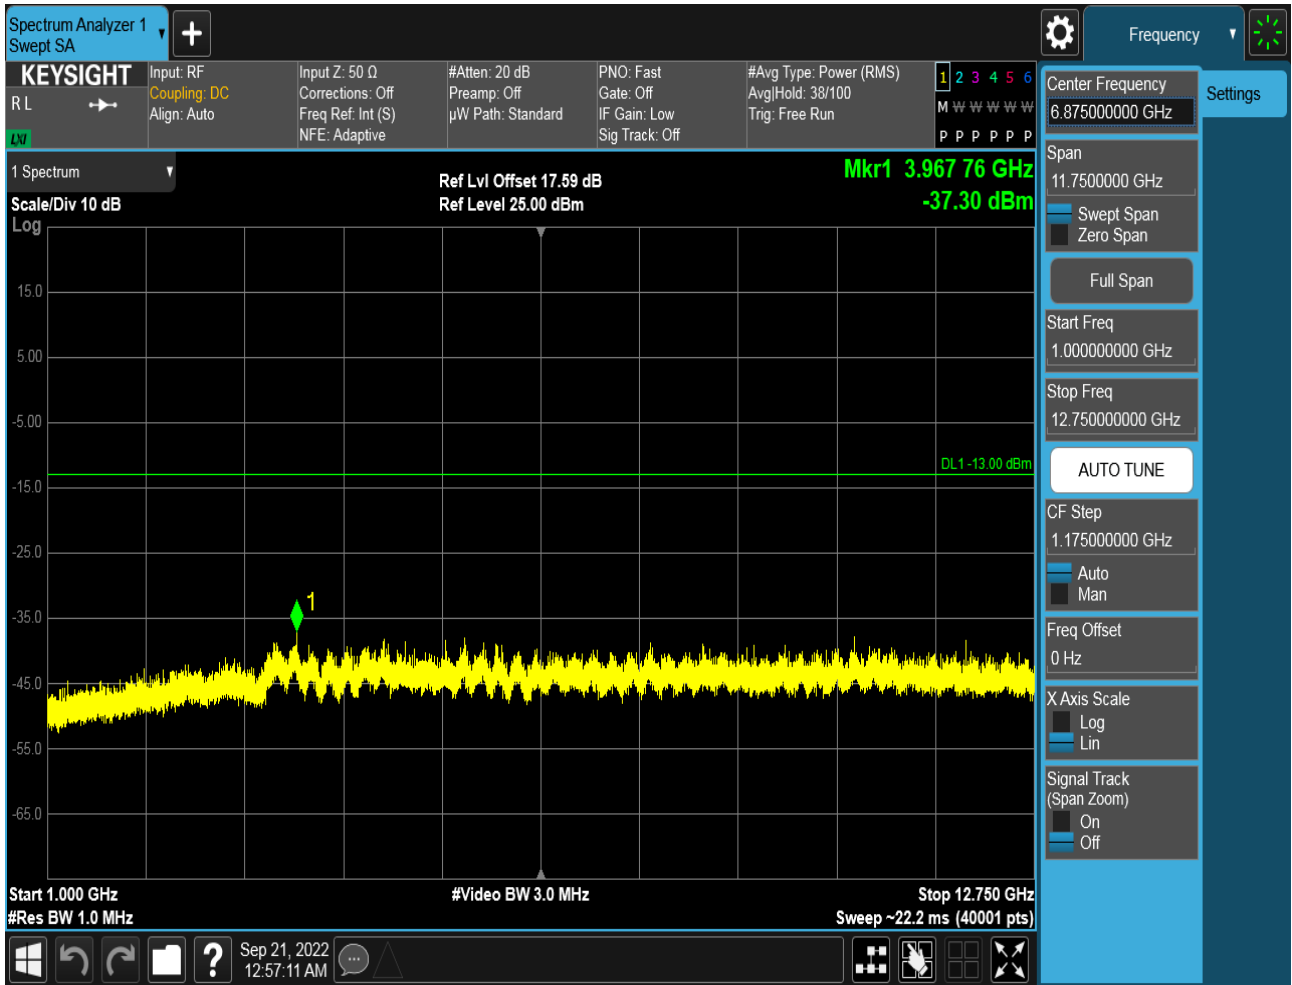 Spectrum Analyzer 1
Swept SA
Frequency
KEYSIGHT
R L
LXI
Input: RF
Coupling: DC
Align: Auto
Input Z: 50 Ω
Corrections: Off
Freq Ref: Int (S)
NFE: Adaptive
#Atten: 20 dB
Preamp: Off
µW Path: Standard
PNO: Fast
Gate: Off
IF Gain: Low
Sig Track: Off
#Avg Type: Power (RMS)
Avg|Hold: 38/100
Trig: Free Run
1 2 3 4 5 6
M W W W W W
P P P P P P
1 Spectrum
Scale/Div 10 dB
Log
Ref Lvl Offset 17.59 dB
Ref Level 25.00 dBm
Mkr1 3.967 76 GHz
-37.30 dBm
15.0
5.00
-5.00
DL1 -13.00 dBm
-15.0
-25.0
-35.0
1
-45.0
-55.0
-65.0
Start 1.000 GHz
#Res BW 1.0 MHz
#Video BW 3.0 MHz
Stop 12.750 GHz
Sweep ~22.2 ms (40001 pts)
Center Frequency
6.875000000 GHz
Settings
Span
11.7500000 GHz
Swept Span
Zero Span
Full Span
Start Freq
1.000000000 GHz
Stop Freq
12.750000000 GHz
AUTO TUNE
CF Step
1.175000000 GHz
Auto
Man
Freq Offset
0 Hz
X Axis Scale
Log
Lin
Signal Track
(Span Zoom)
On
Off
?
Sep 21, 2022
12:57:11 AM